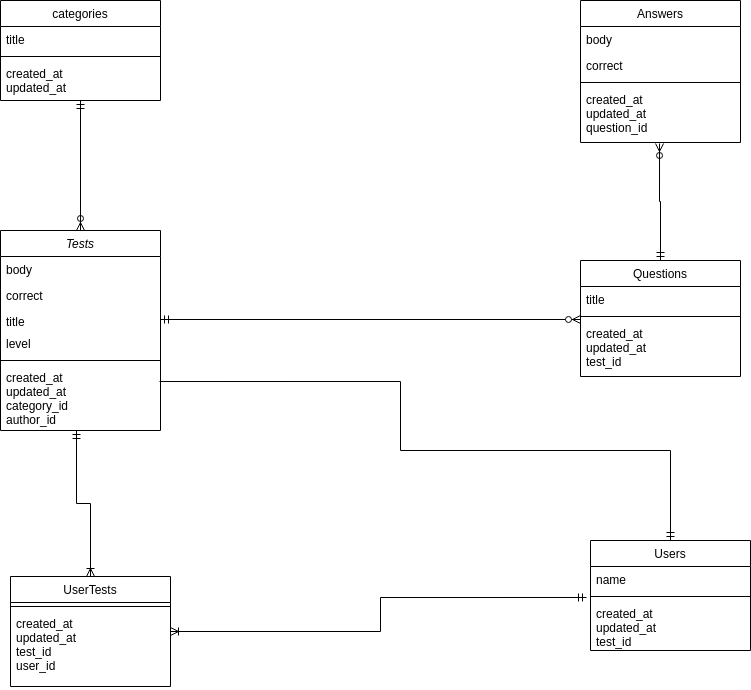 categories
title
created_at
updated_at
Answers
body
correct
created_at
updated_at
question_id
Tests
body
correct
title
level
created_at
updated_at
category_id
author_id
Questions
title
created_at
updated_at
test_id
UserTests
created_at
updated_at
test_id
user_id
Users
name
created_at
updated_at
test_id